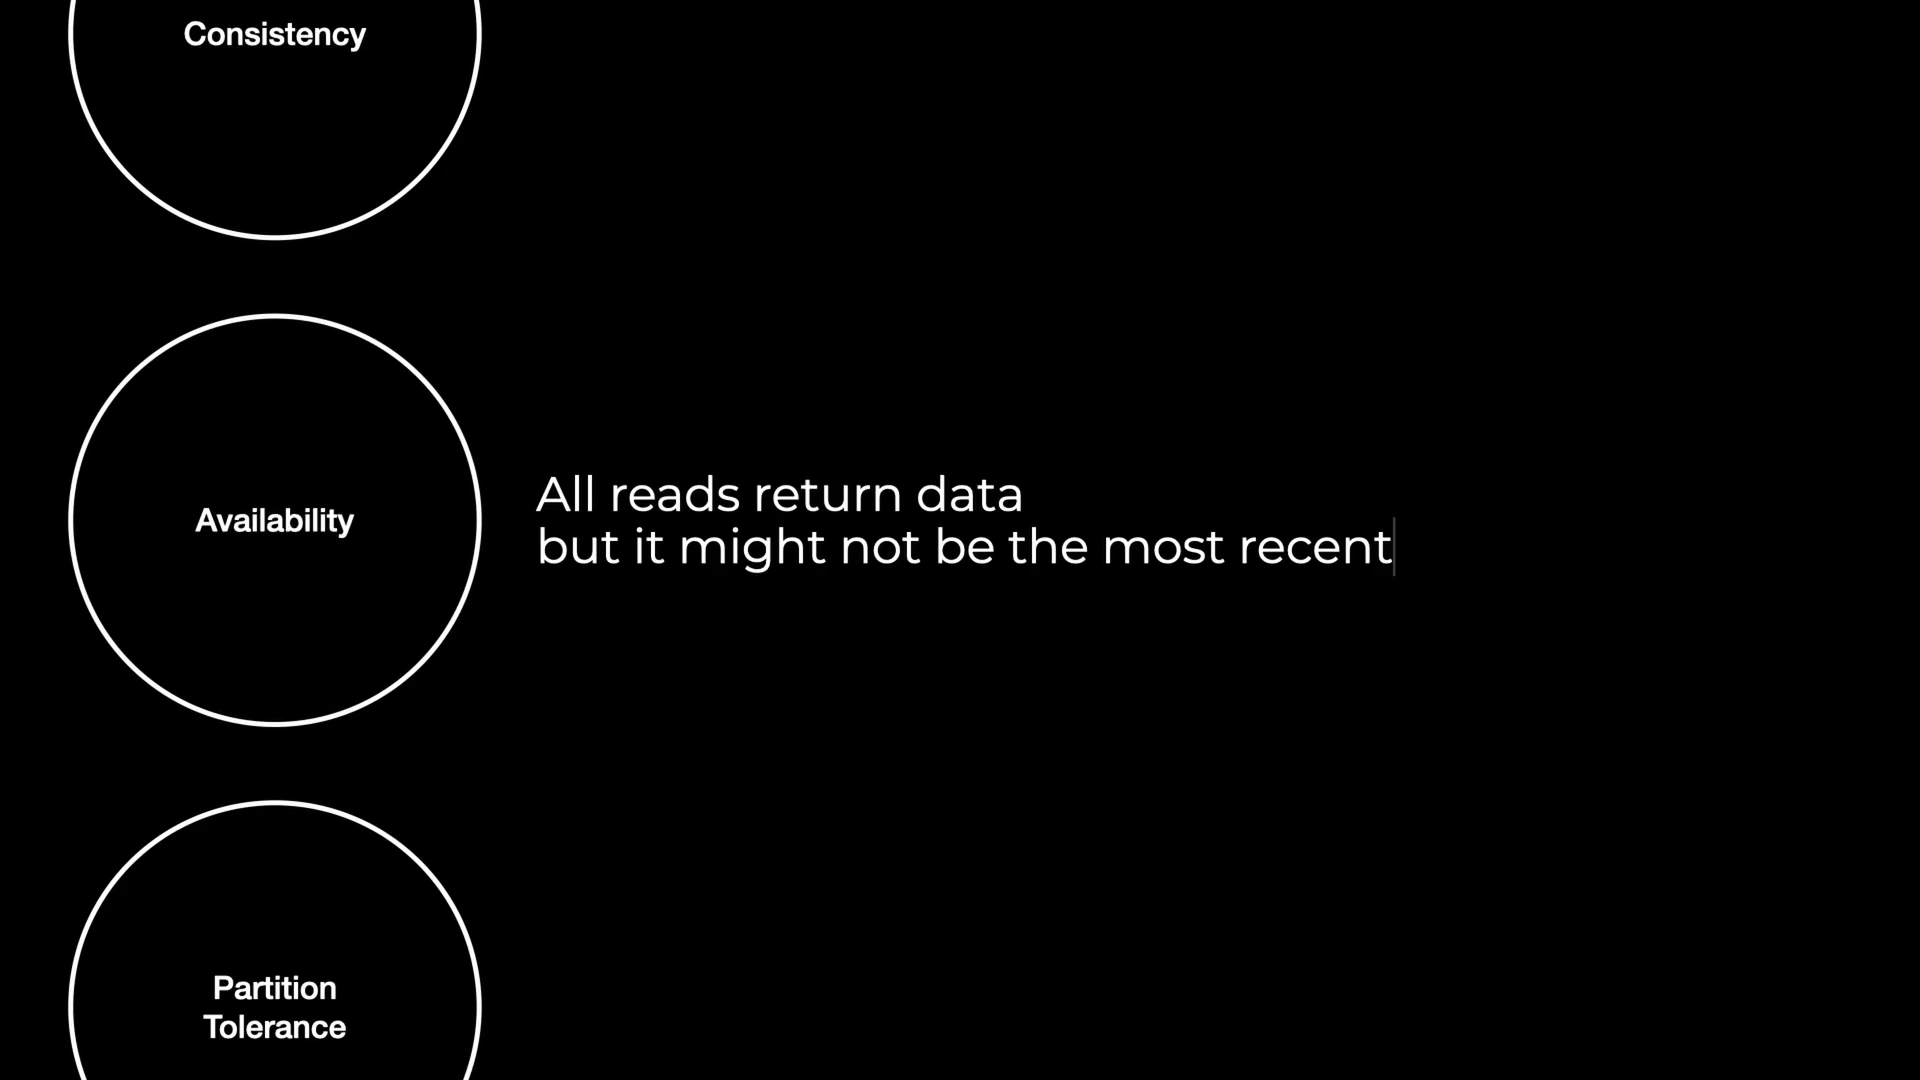 Consistency
Availability
All reads return data
but it might not be the most recent
Partition
Tolerance